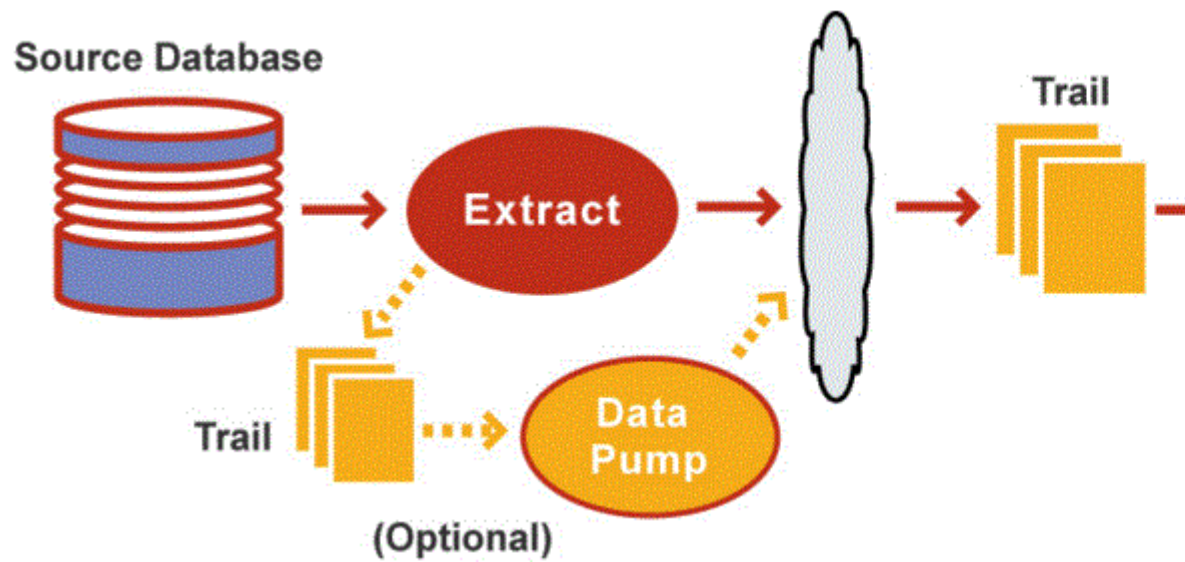 Source Database
Trail
Extract
Trail
Data
Pump
(Optional)